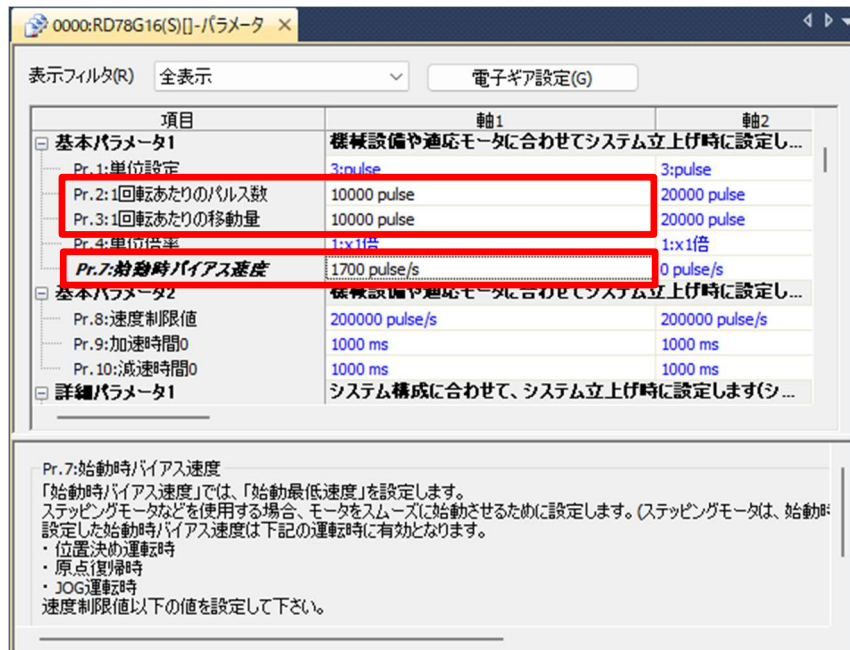 0000:RD78G16(S)[]-パラメータ
表示フィルタ(R) 全表示 電子ギア設定(G)
項目 軸1 軸2
基本パラメータ1 機械設備や適応モータに合わせてシステム立上げ時に設定し...
Pr.1:単位設定 3:pulse 3:pulse
Pr.2:1回転あたりのパルス数 10000 pulse 20000 pulse
Pr.3:1回転あたりの移動量 10000 pulse 20000 pulse
Pr.4:単位倍率 1:x1倍 1:x1倍
Pr.7:始動時バイアス速度 1700 pulse/s 0 pulse/s
基本パラメータ2 機械設備や適応モータに合わせてシステム立上げ時に設定し...
Pr.8:速度制限値 200000 pulse/s 200000 pulse/s
Pr.9:加速時間0 1000 ms 1000 ms
Pr.10:減速時間0 1000 ms 1000 ms
詳細パラメータ1 システム構成に合わせて、システム立上げ時に設定します(シ...
Pr.7:始動時バイアス速度
「始動時バイアス速度」では、「始動最低速度」を設定します。
ステッピングモータなどを使用する場合、モータをスムーズに始動させるために設定します。(ステッピングモータは、始動時
設定した始動時バイアス速度は下記の運転時に有効となります。
・位置決め運転時
・原点復帰時
・JOG運転時
速度制限値以下の値を設定して下さい。